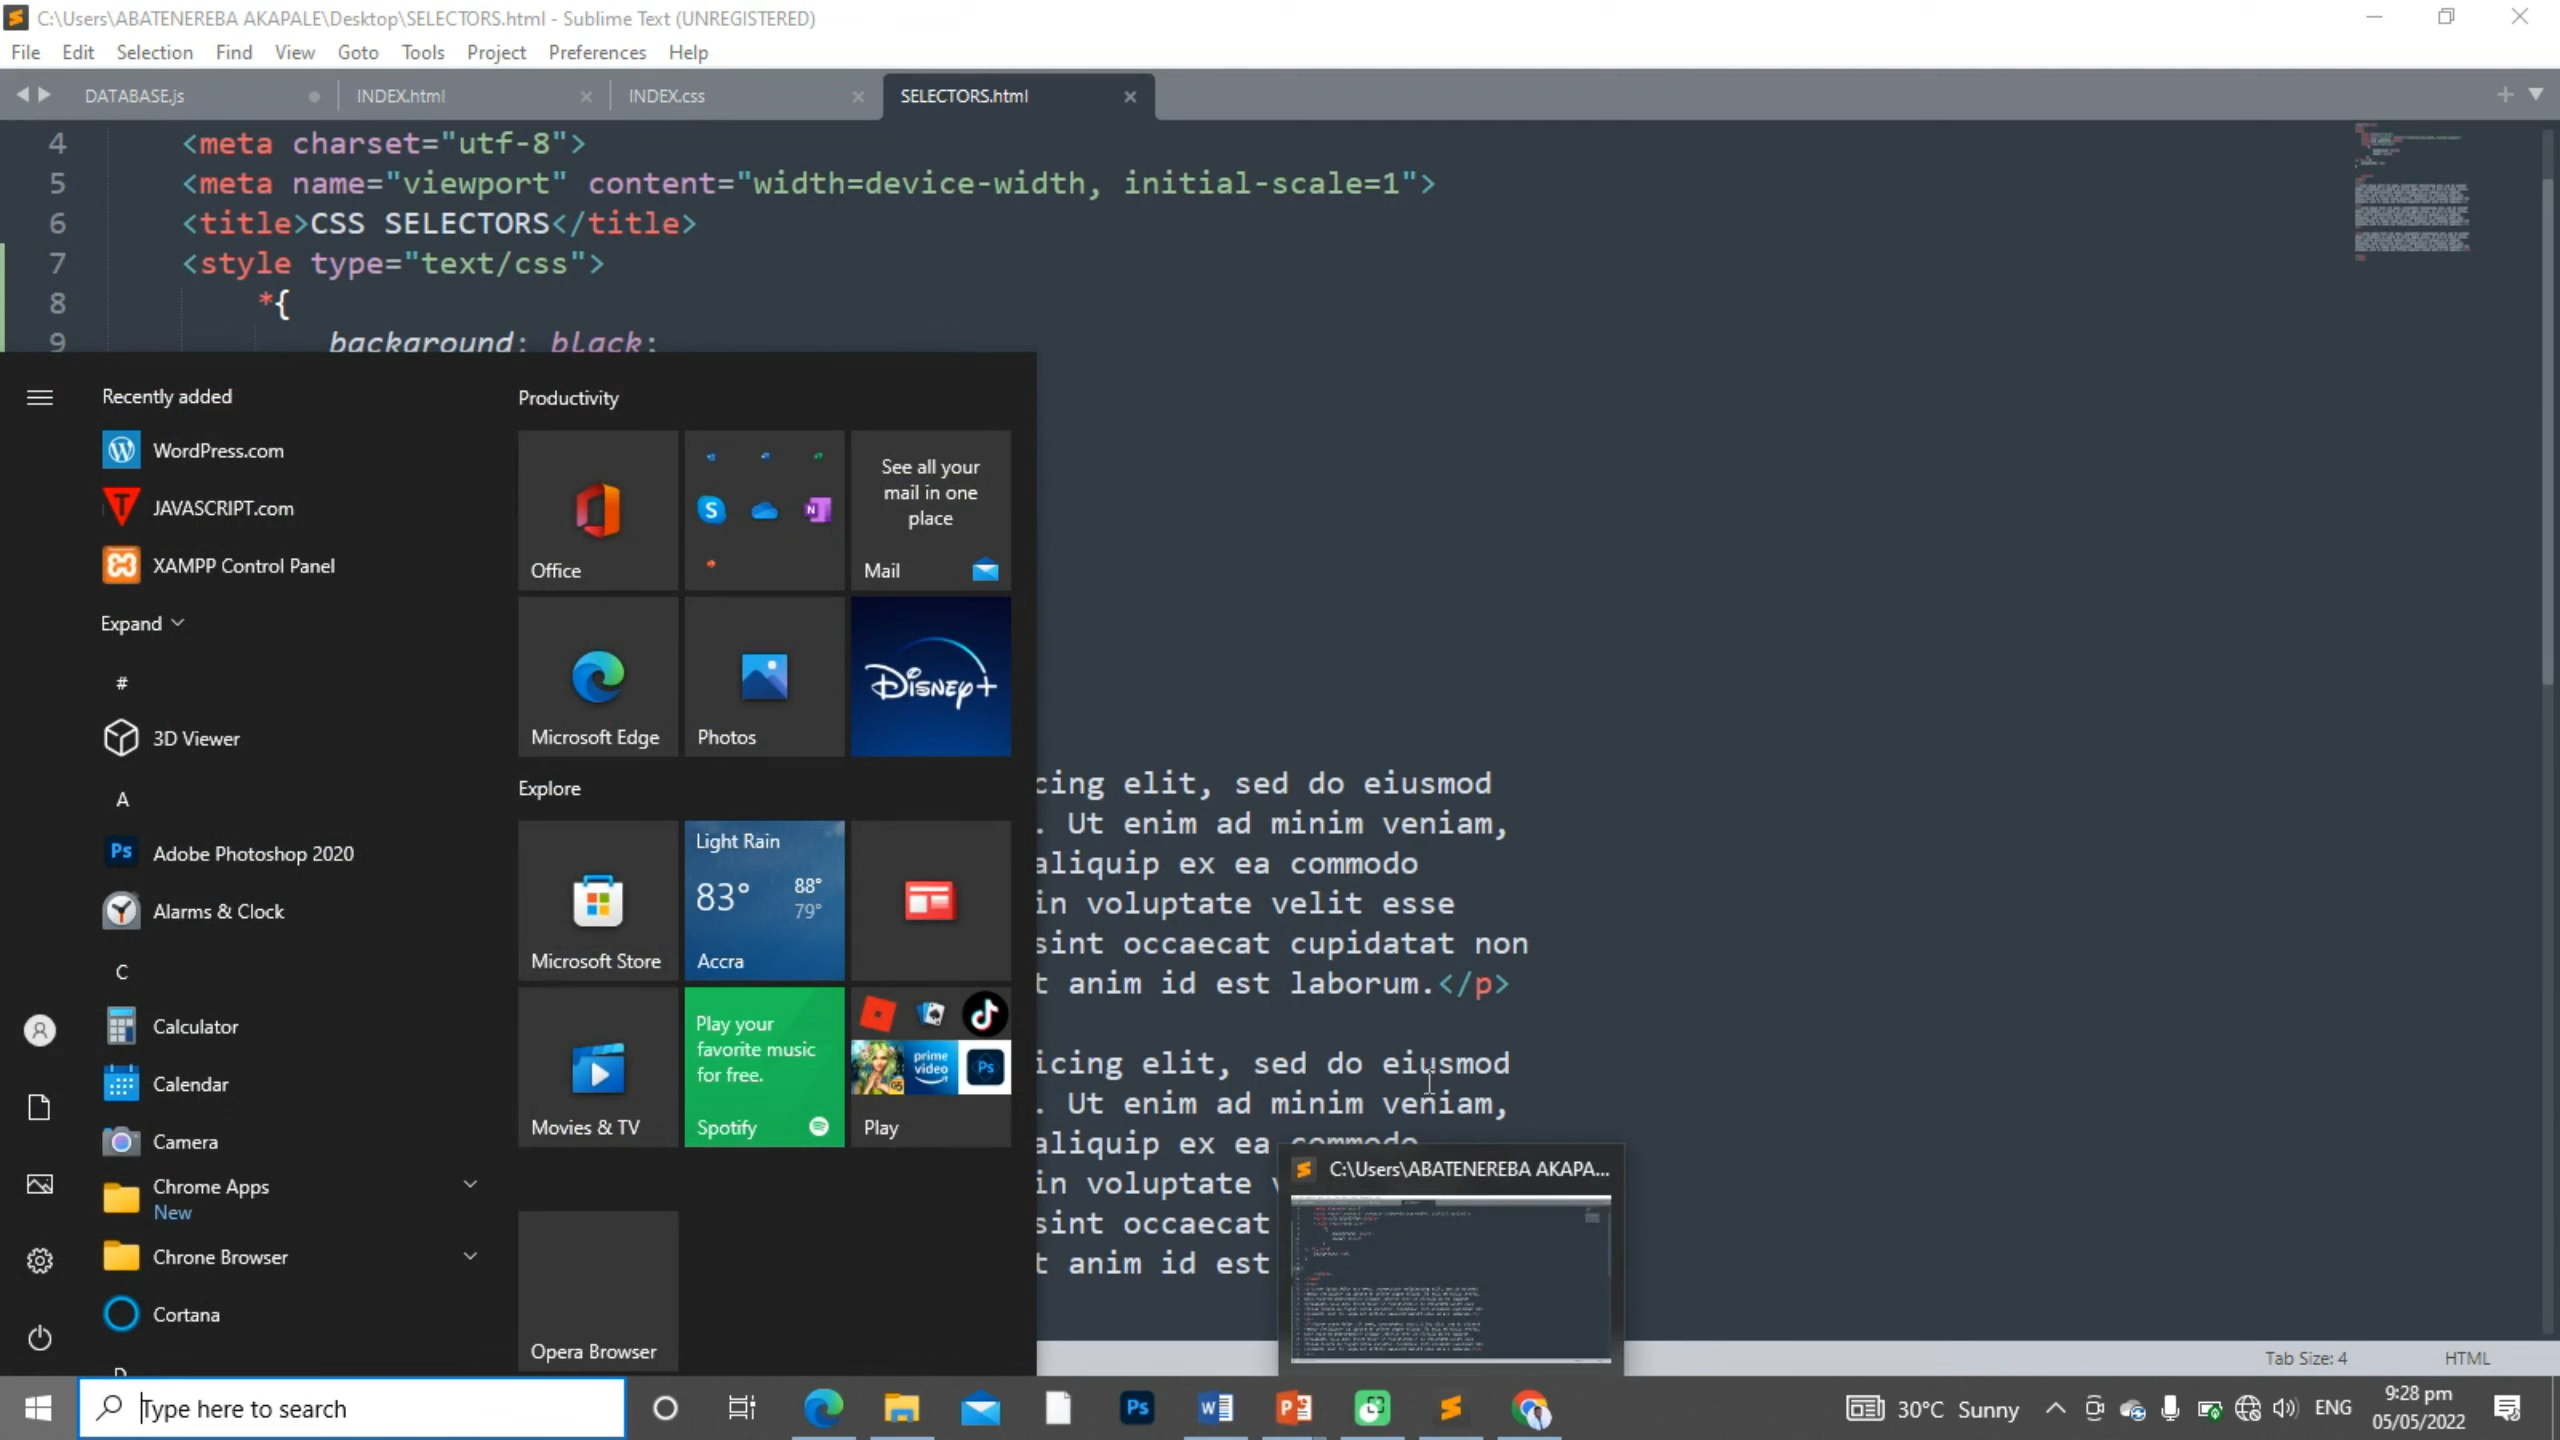 C:\Users\ABATENEREBA AKAPALE\Desktop\SELECTORS.html - Sublime Text (UNREGISTERED)
File Edit Selection Find View Goto Tools Project Preferences Help
DATABASE.js INDEX.html INDEX.css SELECTORS.html
4 <meta charset="utf-8">
5 <meta name="viewport" content="width=device-width, initial-scale=1">
6 <title>CSS SELECTORS</title>
7 <style type="text/css">
8 *{
9 background: black;
Recently added
WordPress.com
JAVASCRIPT.com
XAMPP Control Panel
Expand
#
3D Viewer
A
Ps Adobe Photoshop 2020
Alarms & Clock
C
Calculator
Calendar
Camera
Chrome Apps
New
Chrone Browser
Cortana
Productivity
Office
See all your
mail in one
place
Mail
Microsoft Edge
Photos
Disney+
Explore
Microsoft Store
Light Rain
83° 88°
79°
Accra
Movies & TV
Play your
favorite music
for free.
Spotify
prime
video
Ps
Play
Opera Browser
cing elit, sed do eiusmod
. Ut enim ad minim veniam,
aliquip ex ea commodo
in voluptate velit esse
sint occaecat cupidatat non
t anim id est laborum.</p>
icing elit, sed do eiusmod
. Ut enim ad minim veniam,
aliquip ex ea commodo
in voluptate
sint occaecat
t anim id est
C:\Users\ABATENEREBA AKAPA...
Tab Size: 4 HTML
Type here to search
Ps
30°C Sunny
ENG
9:28 pm
05/05/2022